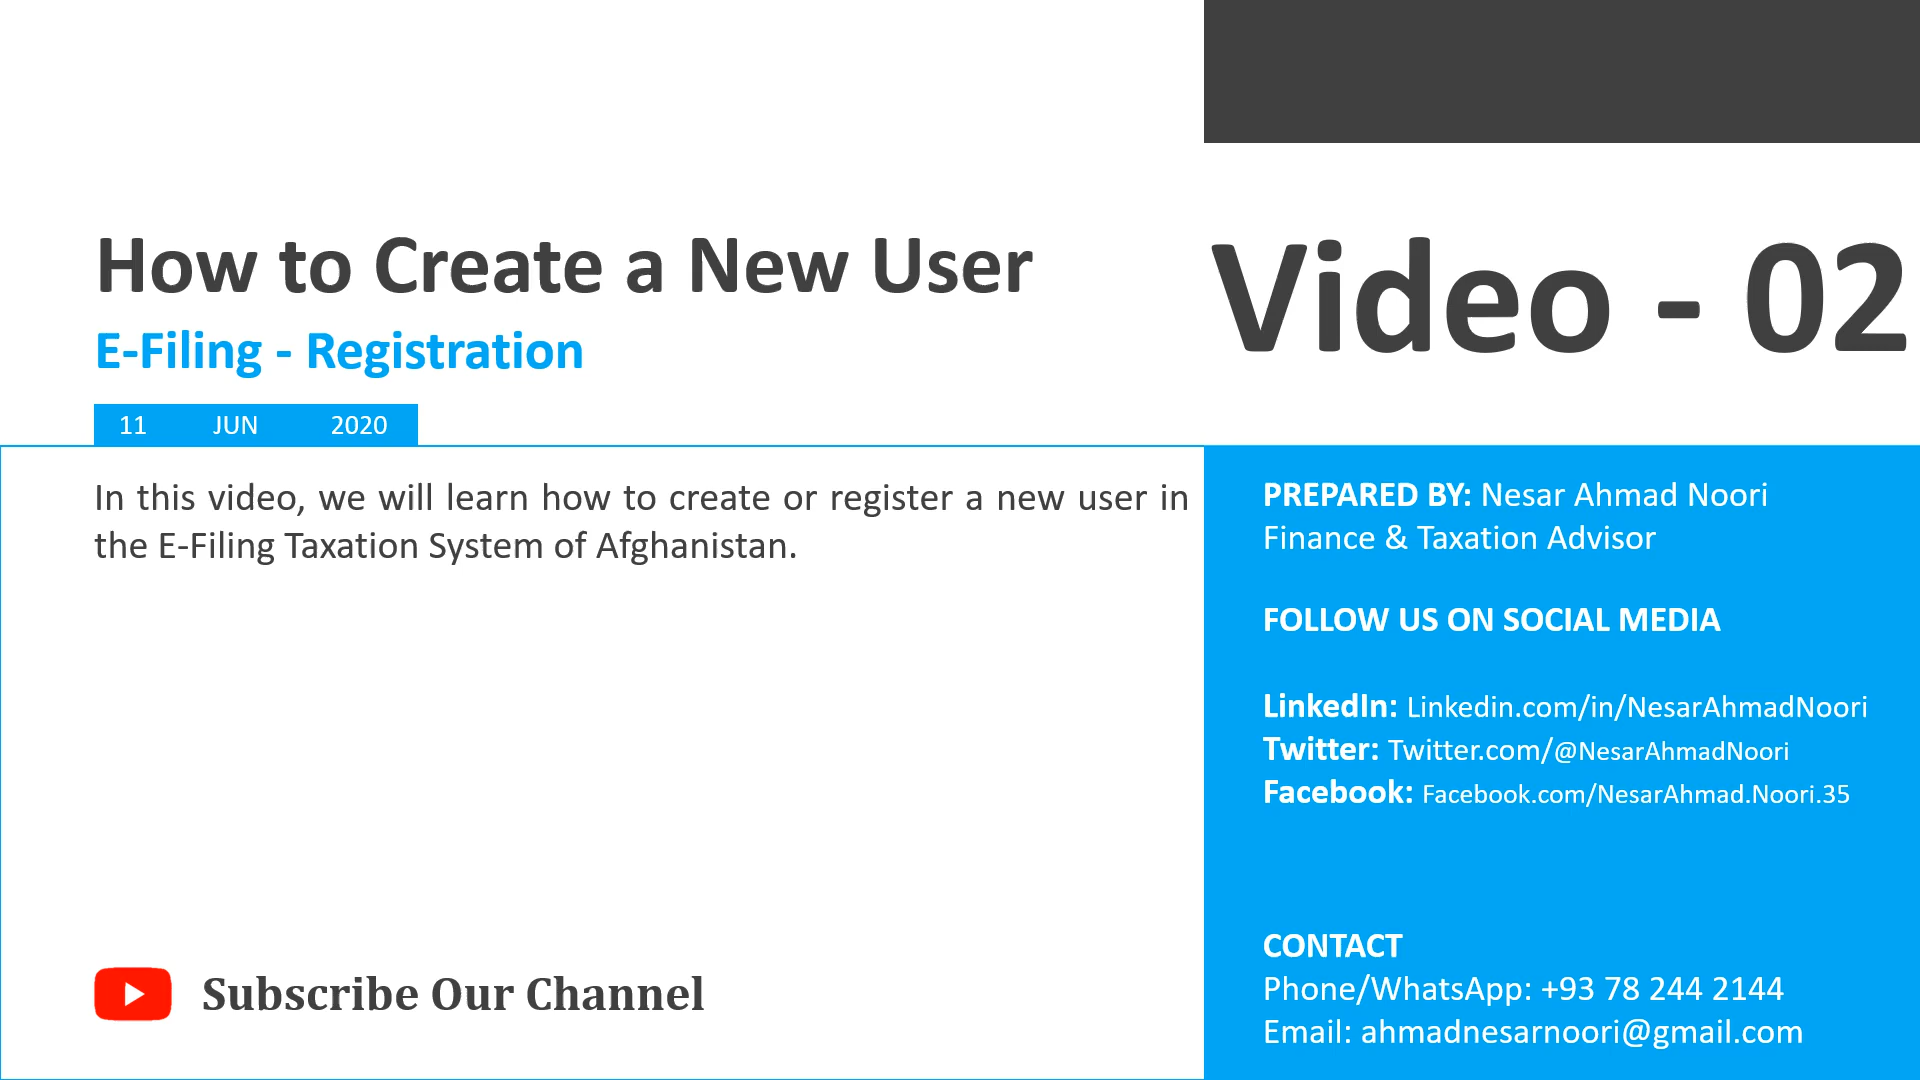 How to Create a New User
E-Filing - Registration
11 JUN 2020
Video - 02
In this video, we will learn how to create or register a new user in
the E-Filing Taxation System of Afghanistan.
Subscribe Our Channel
PREPARED BY: Nesar Ahmad Noori
Finance & Taxation Advisor
FOLLOW US ON SOCIAL MEDIA
LinkedIn: Linkedin.com/in/NesarAhmadNoori
Twitter: Twitter.com/@NesarAhmadNoori
Facebook: Facebook.com/NesarAhmad.Noori.35
CONTACT
Phone/WhatsApp: +93 78 244 2144
Email: ahmadnesarnoori@gmail.com